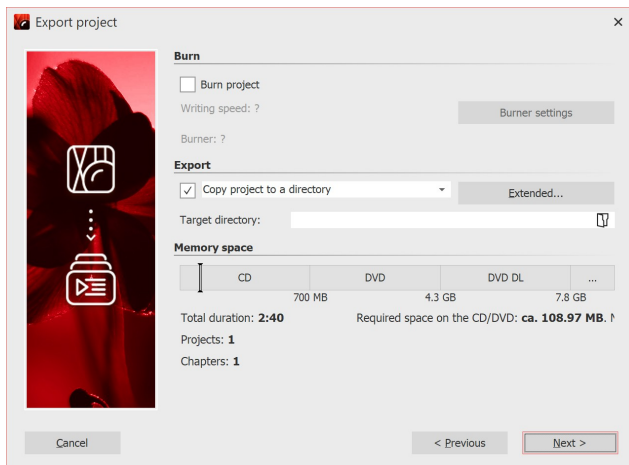 Export project
Burn
Burn project
Writing speed: ?
Burner settings
Burner: ?
Export
Copy project to a directory
Extended...
Target directory:
Memory space
CD DVD DVD DL ...
700 MB 4.3 GB 7.8 GB
Total duration: 2:40 Required space on the CD/DVD: ca. 108.97 MB.
Projects: 1
Chapters: 1
Cancel < Previous Next >